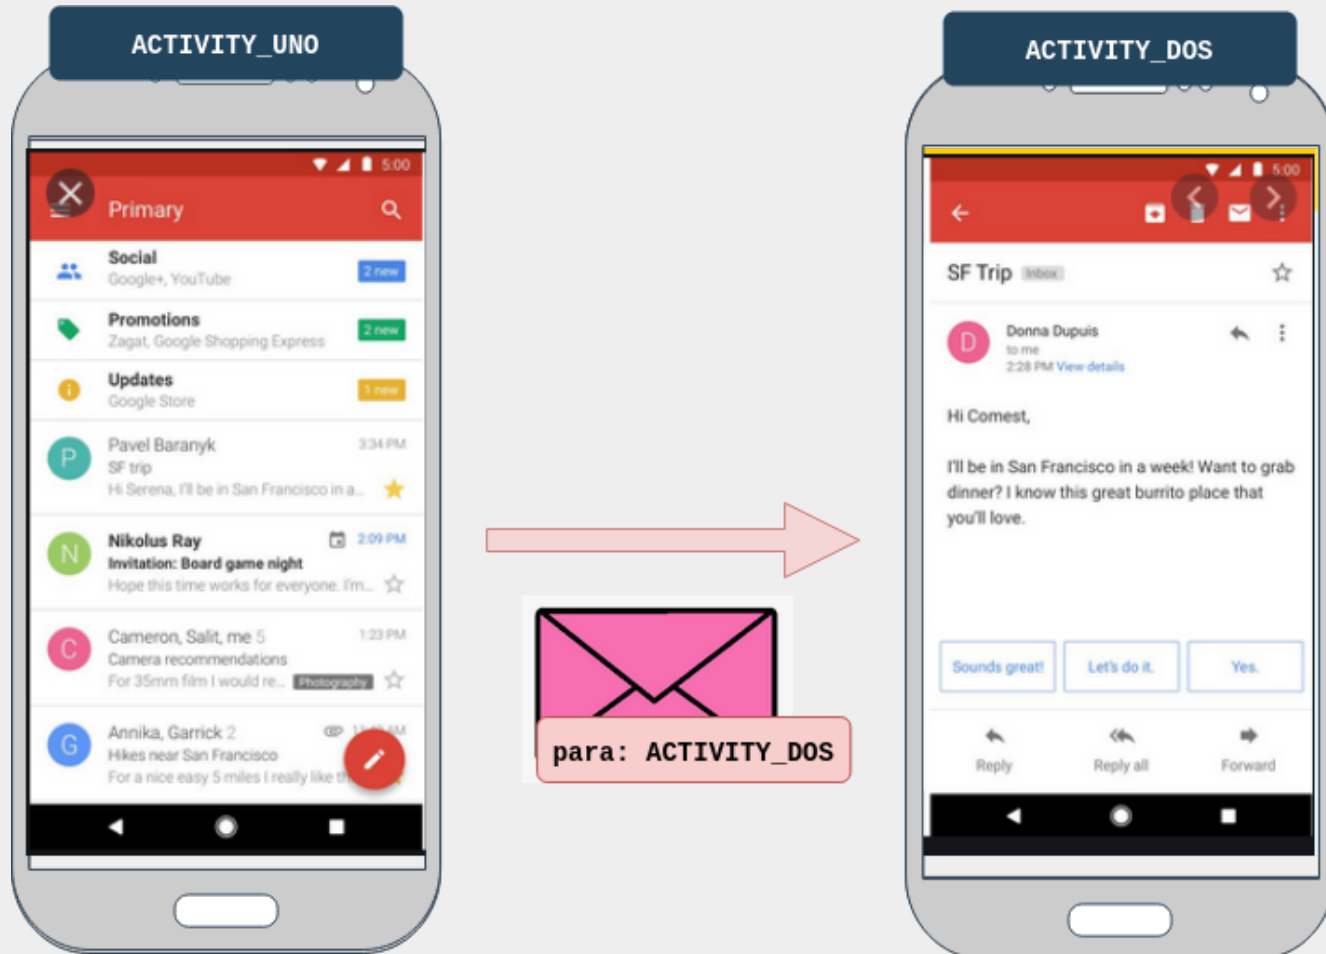 ACTIVITY_UNO
5:00
Primary
Social
Google+, YouTube
2 new
Promotions
Zagat, Google Shopping Express
2 new
Updates
Google Store
1 new
P
Pavel Baranyk
3:34 PM
SF trip
Hi Serena, I'll be in San Francisco in a...
N
Nikolus Ray
2:09 PM
Invitation: Board game night
Hope this time works for everyone. I'm...
C
Cameron, Salit, me 5
1:23 PM
Camera recommendations
For 35mm film I would re...
Photography
G
Annika, Garrick 2
AM
Hikes near San Francisco
For a nice easy 5 miles I really like
para: ACTIVITY_DOS
ACTIVITY_DOS
5:00
SF Trip Inbox
D
Donna Dupuis
to me
2:28 PM View details
Hi Comest,
I'll be in San Francisco in a week! Want to grab
dinner? I know this great burrito place that
you'll love.
Sounds great!
Let's do it.
Yes.
Reply
Reply all
Forward